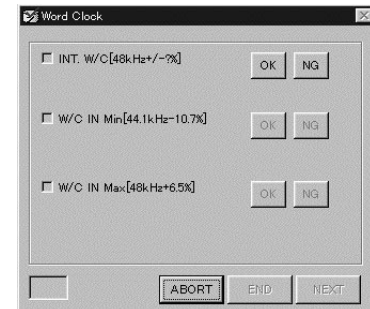 Word Clock
INT. W/C[48kHz+/-?%] OK NG
W/C IN Min[44.1kHz-10.7%] OK NG
W/C IN Max[48kHz+6.5%] OK NG
ABORT END NEXT